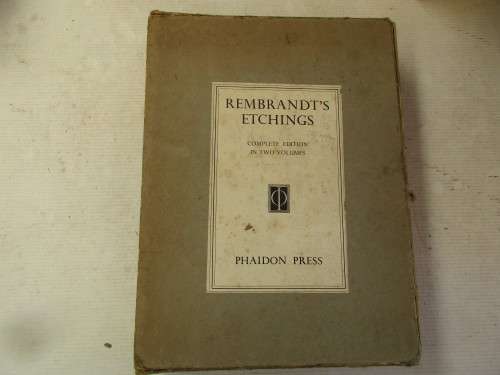 REMBRANDT'S
ETCHINGS
COMPLETE EDITION
IN TWO VOLUMES
PHAIDON PRESS